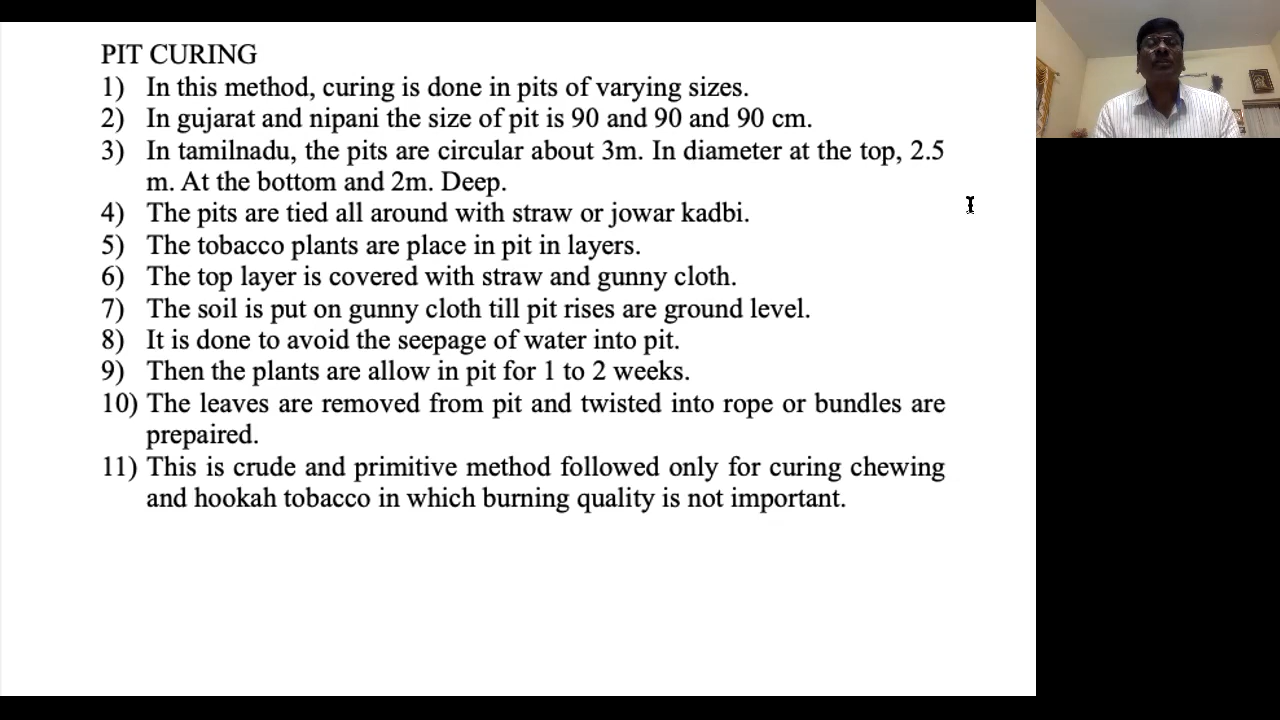 PIT CURING
1) In this method, curing is done in pits of varying sizes.
2) In gujarat and nipani the size of pit is 90 and 90 and 90 cm.
3) In tamilnadu, the pits are circular about 3m. In diameter at the top, 2.5
m. At the bottom and 2m. Deep.
4) The pits are tied all around with straw or jowar kadbi.
5) The tobacco plants are place in pit in layers.
6) The top layer is covered with straw and gunny cloth.
7) The soil is put on gunny cloth till pit rises are ground level.
8) It is done to avoid the seepage of water into pit.
9) Then the plants are allow in pit for 1 to 2 weeks.
10) The leaves are removed from pit and twisted into rope or bundles are
prepaired.
11) This is crude and primitive method followed only for curing chewing
and hookah tobacco in which burning quality is not important.